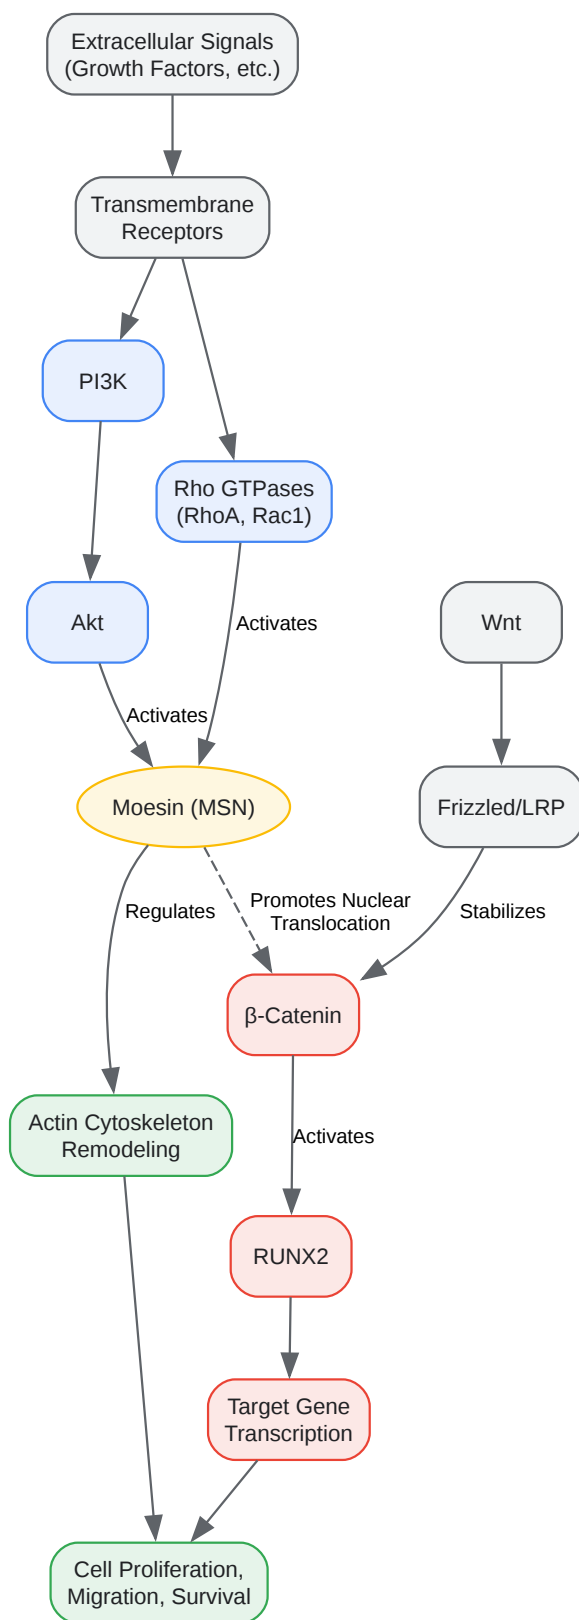 Extracellular Signals
(Growth Factors, etc.)
Transmembrane
Receptors
PI3K
Rho GTPases
(RhoA, Rac1)
Akt
Activates
Wnt
Activates
Moesin (MSN)
Frizzled/LRP
Regulates
Promotes Nuclear
Translocation
Stabilizes
β-Catenin
Actin Cytoskeleton
Remodeling
Activates
RUNX2
Target Gene
Transcription
Cell Proliferation,
Migration, Survival